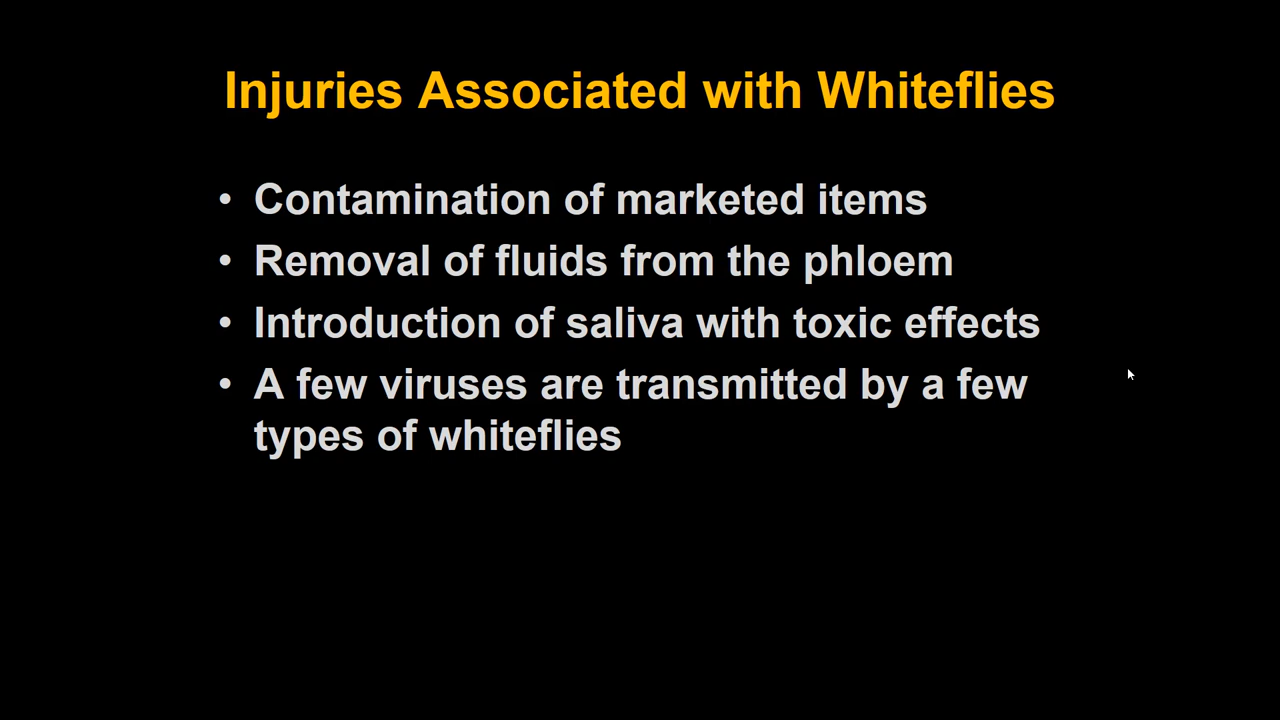 Injuries Associated with Whiteflies
• Contamination of marketed items
• Removal of fluids from the phloem
• Introduction of saliva with toxic effects
• A few viruses are transmitted by a few
types of whiteflies